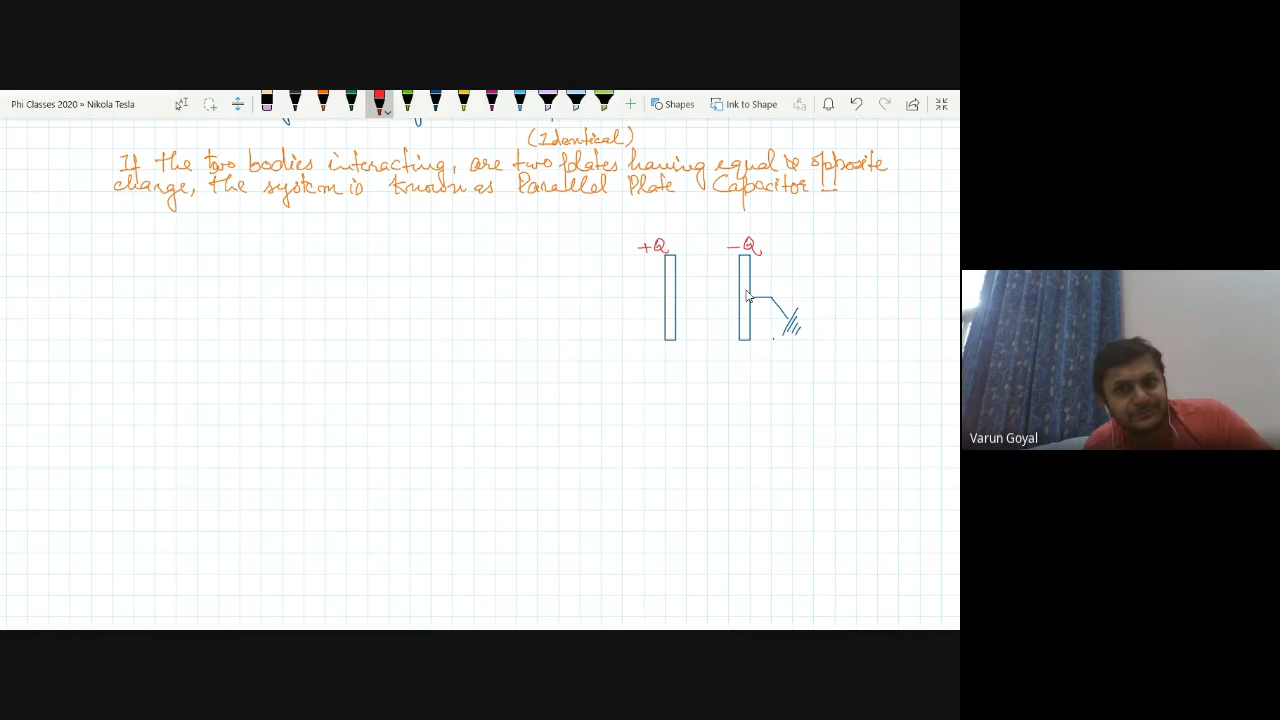 Phi Classes 2020 » Nikola Tesla
Shapes
Ink to Shape
(Identical)
If the two bodies interacting, are two plates having equal & opposite
charge, the system is known as Parallel Plate Capacitor !_
+Q
-Q
Varun Goyal